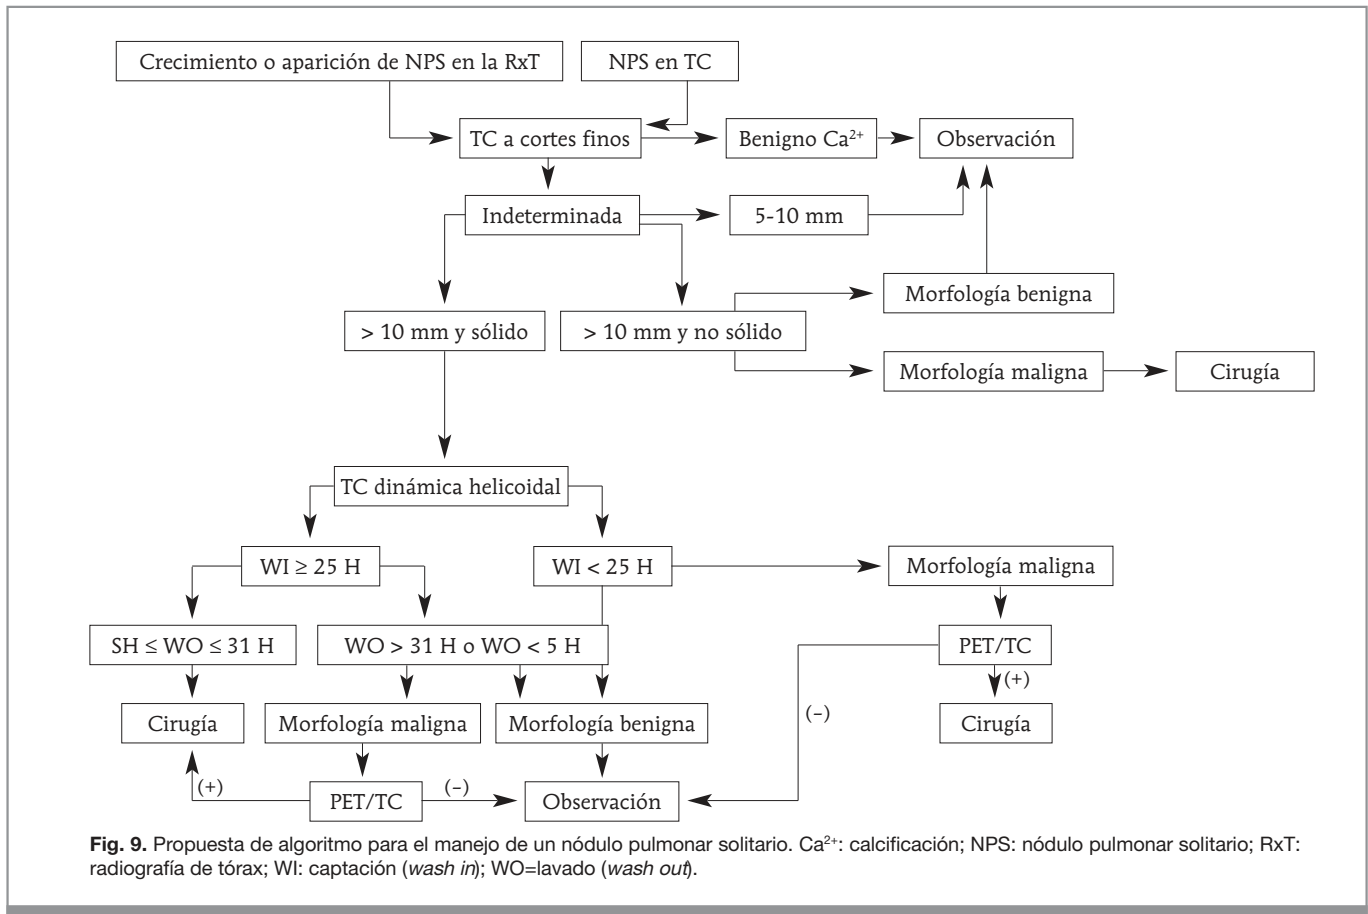 Crecimiento o aparición de NPS en la RxT
NPS en TC
TC a cortes finos
Benigno Ca²⁺
Observación
Indeterminada
5-10 mm
Morfología benigna
> 10 mm y sólido
> 10 mm y no sólido
Morfología maligna
Cirugía
TC dinámica helicoidal
WI ≥ 25 H
WI < 25 H
Morfología maligna
SH ≤ WO ≤ 31 H
WO > 31 H o WO < 5 H
PET/TC
(+)
Cirugía
Morfología maligna
Morfología benigna
(–)
Cirugía
(+)
PET/TC
(–)
Observación
Fig. 9. Propuesta de algoritmo para el manejo de un nódulo pulmonar solitario. Ca²⁺: calcificación; NPS: nódulo pulmonar solitario; RxT:
radiografía de tórax; WI: captación (wash in); WO=lavado (wash out).